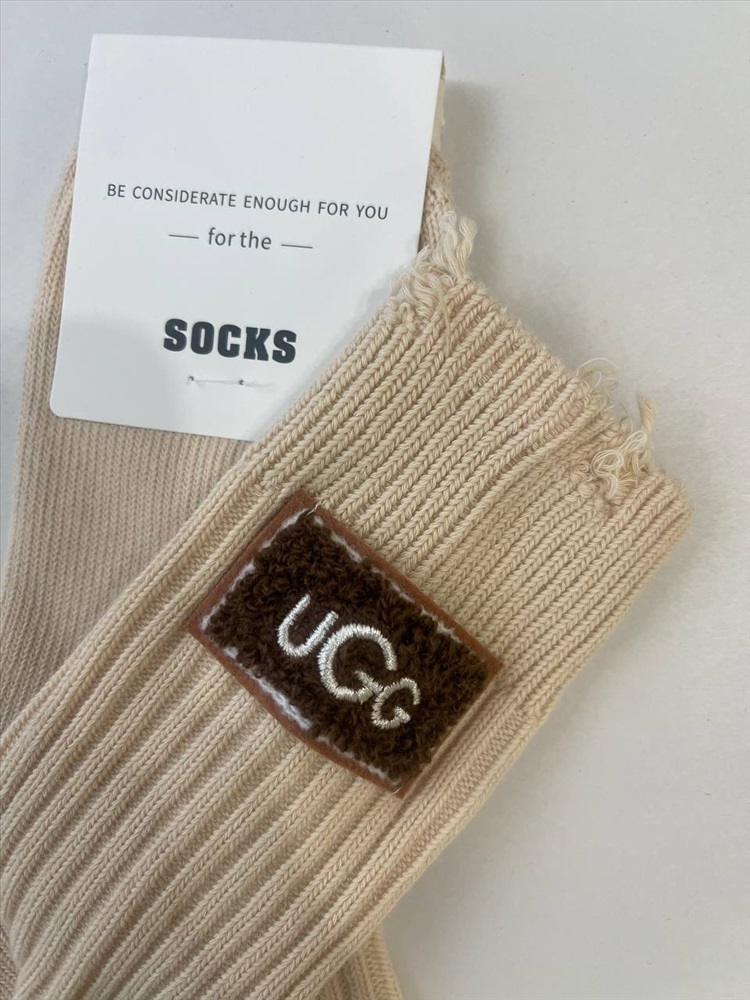 BE CONSIDERATE ENOUGH FOR YOU
for the
SOCKS
UGG